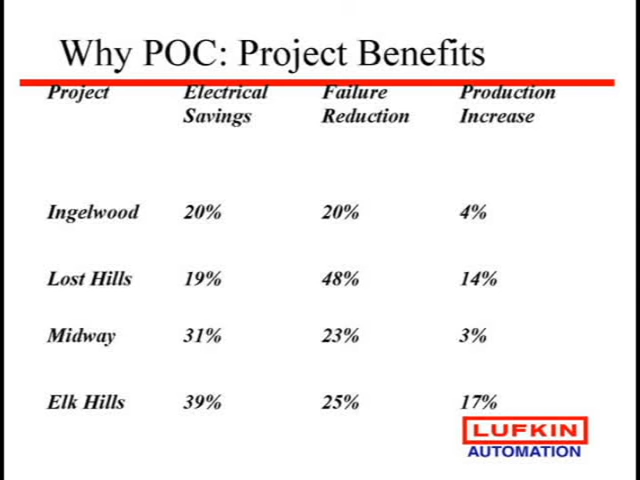 Why POC: Project Benefits
Project Electrical Savings Failure Reduction Production Increase
Ingelwood 20% 20% 4%
Lost Hills 19% 48% 14%
Midway 31% 23% 3%
Elk Hills 39% 25% 17%
LUFKIN
AUTOMATION